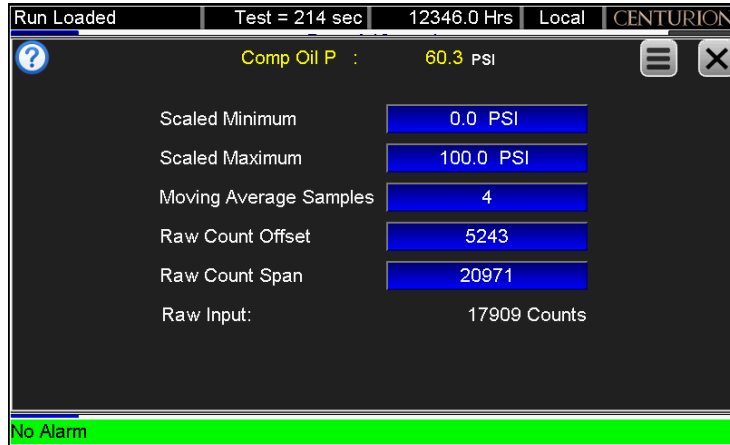 Run Loaded Test = 214 sec 12346.0 Hrs Local CENTURION
? Comp Oil P : 60.3 PSI
Scaled Minimum 0.0 PSI
Scaled Maximum 100.0 PSI
Moving Average Samples 4
Raw Count Offset 5243
Raw Count Span 20971
Raw Input: 17909 Counts
No Alarm